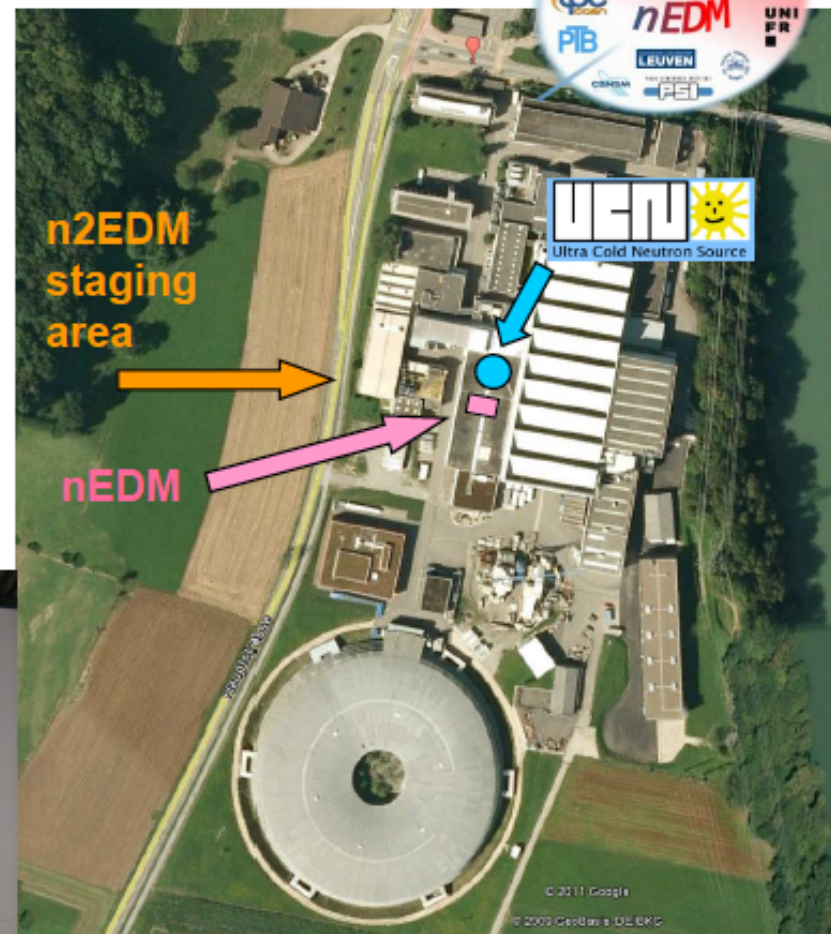 nEDM
UNI
FR
PTB
LEUVEN
CSNSM
PSI
UCN
Ultra Cold Neutron Source
n2EDM
staging
area
nEDM
© 2011 Google
© 2009 GeoBasis-DE/BKG